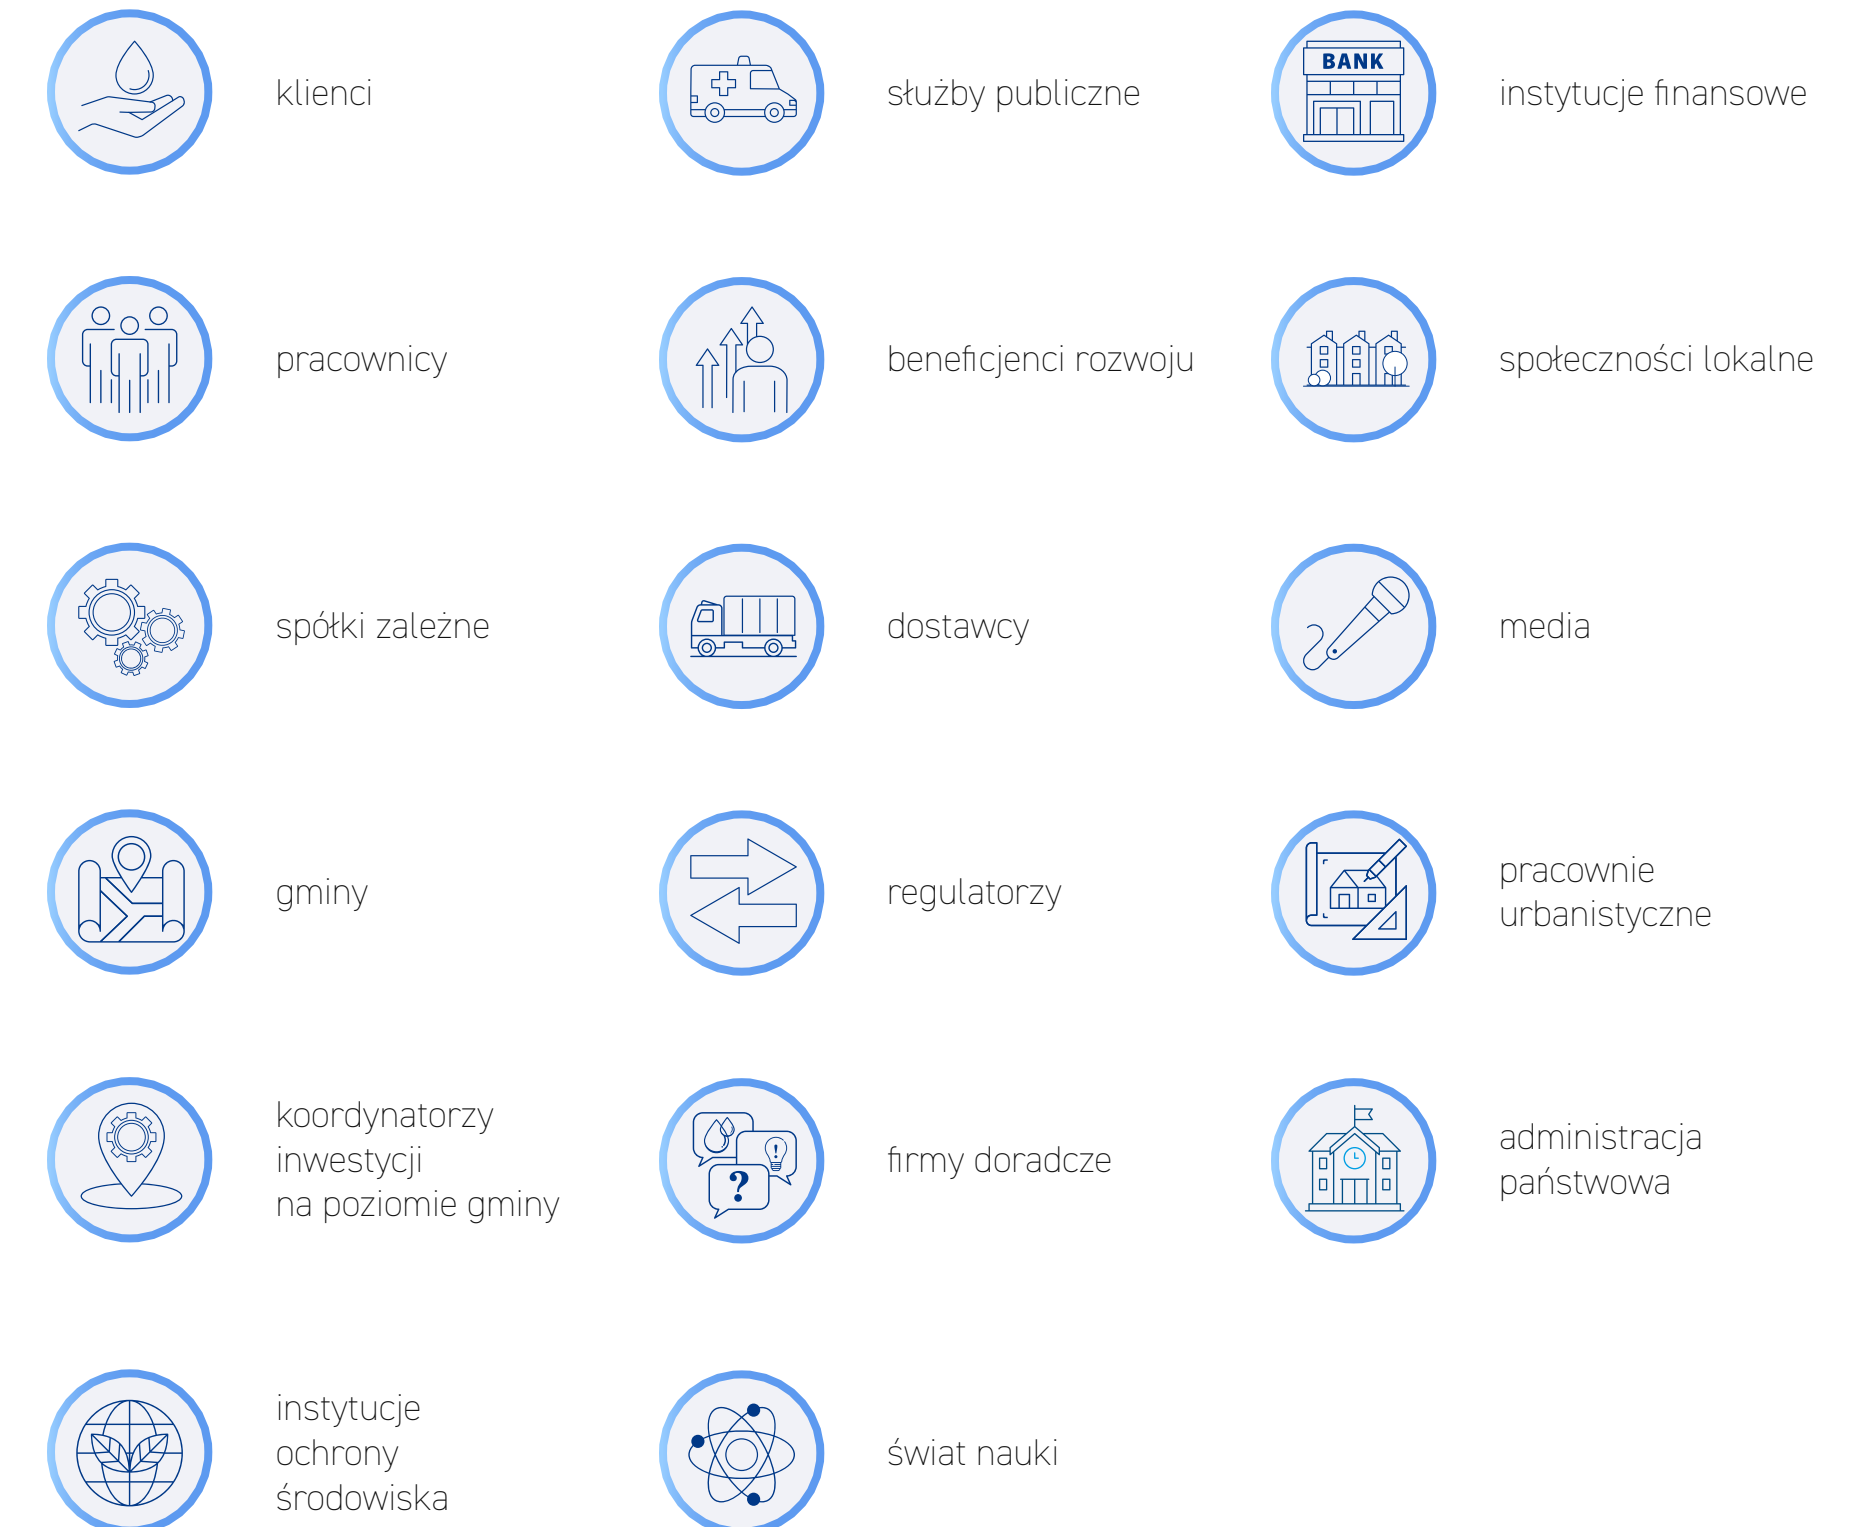 klienci
służby publiczne
BANK
instytucje finansowe
pracownicy
beneficjenci rozwoju
społeczności lokalne
spółki zależne
dostawcy
media
gminy
regulatorzy
pracownie
urbanistyczne
koordynatorzy
inwestycji
na poziomie gminy
!
?
firmy doradcze
administracja
państwowa
instytucje
ochrony
środowiska
świat nauki